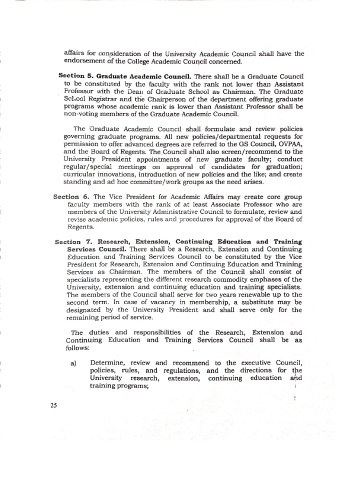 affairs for consideration of the University Academic Council shall have the
endorsement of the College Academic Council concerned.
Section 5. Graduate Academic Council. There shall be a Graduate Council
to be constituted by the faculty with the rank not lower than Assistant
Professor with the Dean of Graduate School as Chairman. The Graduate
School Registrar and the Chairperson of the department offering graduate
programs whose academic rank is lower than Assistant Professor shall be
non-voting members of the Graduate Academic Council.
The Graduate Academic Council shall formulate and review policies
governing graduate programs. All new policies/departmental requests for
permission to offer advanced degrees are referred to the GS Council, OVPAA,
and the Board of Regents. The Council shall also screen/recommend to the
University President appointments of new graduate faculty; conduct
regular/special meetings on approval of candidates for graduation;
curricular innovations, introduction of new policies and the like; and create
standing and ad hoc committee/work groups as the need arises.
Section 6. The Vice President for Academic Affairs may create core group
faculty members with the rank of at least Associate Professor who are
members of the University Administrative Council to formulate, review and
revise academic policies, rules and procedures for approval of the Board of
Regents.
Section 7. Research, Extension, Continuing Education and Training
Services Council. There shall be a Research, Extension and Continuing
Education and Training Services Council to be constituted by the Vice
President for Research, Extension and Continuing Education and Training
Services as Chairman. The members of the Council shall consist of
specialists representing the different research commodity emphases of the
University, extension and continuing education and training specialists.
The members of the Council shall serve for two years renewable up to the
second term. In case of vacancy in membership, a substitute may be
designated by the University President and shall serve only for the
remaining period of service.
The duties and responsibilities of the Research, Extension and
Continuing Education and Training Services Council shall be as
follows:
a) Determine, review and recommend to the executive Council,
policies, rules, and regulations, and the directions for the
University research, extension, continuing education and
training programs;
25